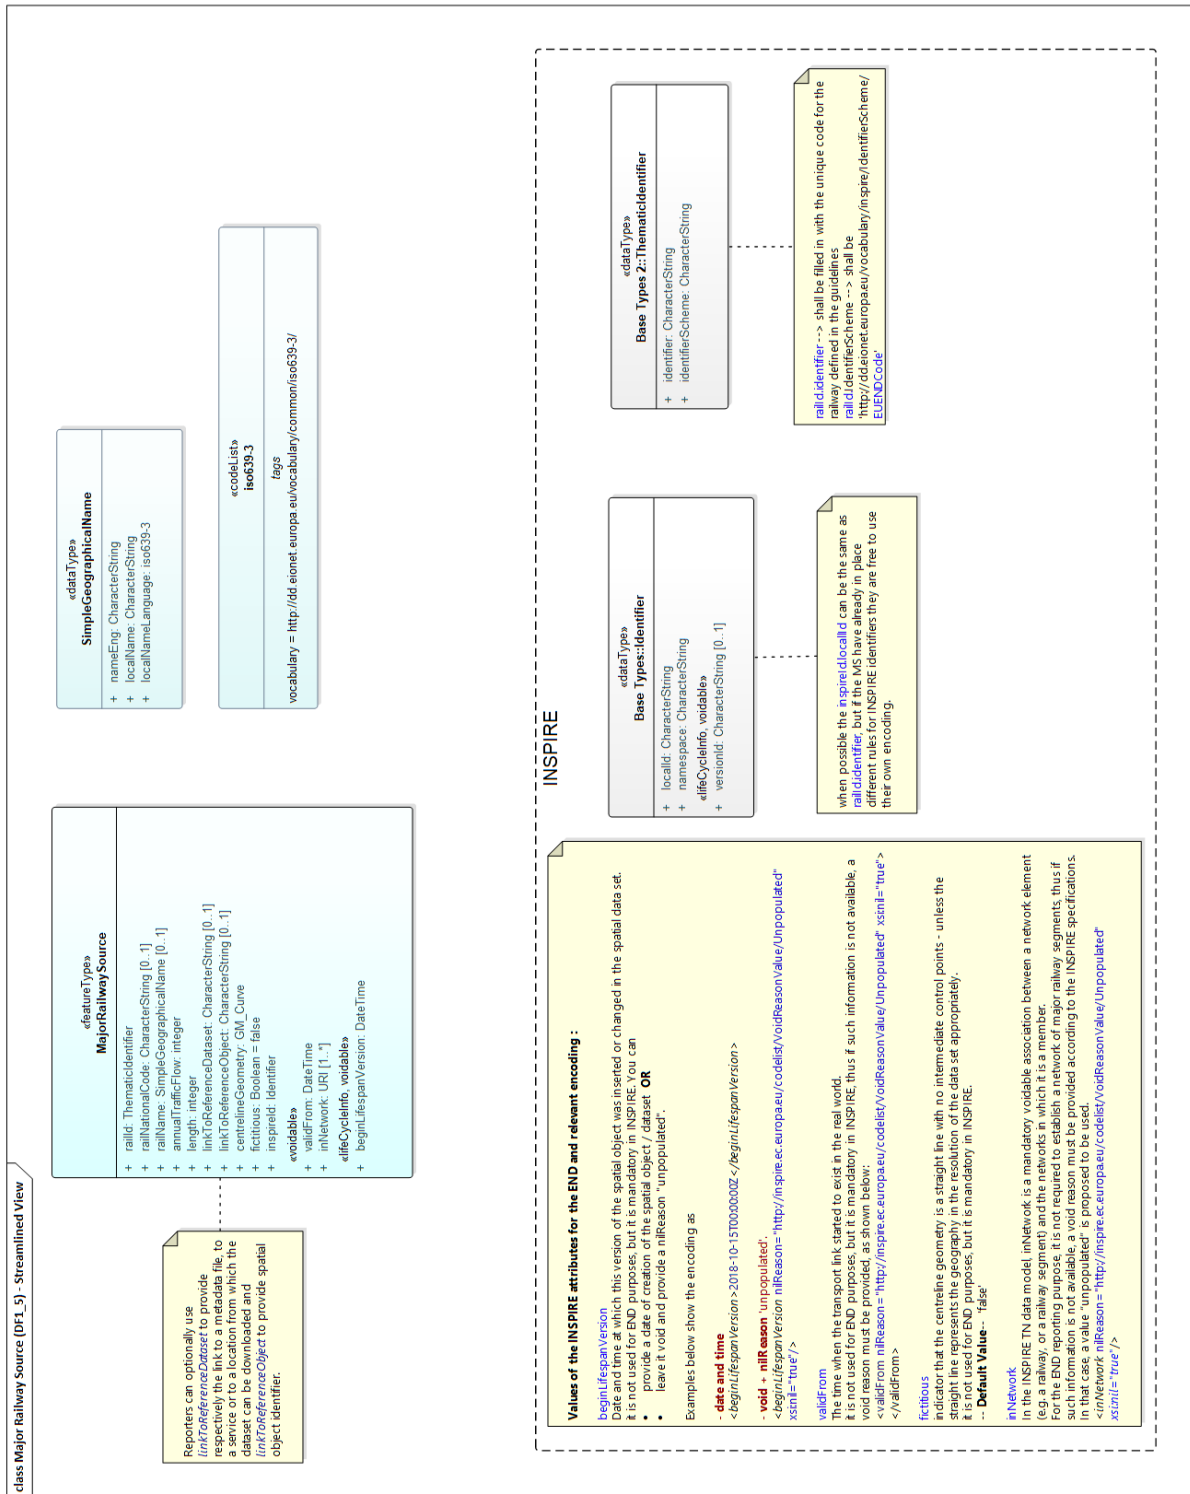 class Major Railway Source (DF1_5) - Streamlined View
Reporters can optionally use
linkToReferenceDataset to provide
respectively the link to a metadata file, to
a service or to a location from which the
dataset can be downloaded and
linkToReferenceObject to provide spatial
object identifier.
«featureType»
MajorRailwaySource
+ railId: ThematicIdentifier
+ railNationalCode: CharacterString [0..1]
+ railName: SimpleGeographicalName [0..1]
+ annualTrafficFlow: integer
+ length: integer
+ linkToReferenceDataset: CharacterString [0..1]
+ linkToReferenceObject: CharacterString [0..1]
+ centrelineGeometry: GM_Curve
+ fictitious: Boolean = false
+ inspireId: Identifier
«voidable»
+ validFrom: DateTime
+ inNetwork: URI [1..*]
«lifeCycleInfo, voidable»
+ beginLifespanVersion: DateTime
«dataType»
SimpleGeographicalName
+ nameEng: CharacterString
+ localName: CharacterString
+ localNameLanguage: iso639-3
«codeList»
iso639-3
tags
vocabulary = http://dd.eionet.europa.eu/vocabulary/common/iso639-3/
INSPIRE
Values of the INSPIRE attributes for the END and relevant encoding :
beginLifespanVersion
Date and time at which this version of the spatial object was inserted or changed in the spatial data set.
it is not used for END purposes, but it is mandatory in INSPIRE. You can
• provide a date of creation of the spatial object / dataset OR
• leave it void and provide a nilReason "unpopulated".
Examples below show the encoding as
- date and time
<beginLifespanVersion>2018-10-15T00:00:00Z</beginLifespanVersion>
- void + nilReason 'unpopulated'.
<beginLifespanVersion nilReason="http://inspire.ec.europa.eu/codelist/VoidReasonValue/Unpopulated"
xsi:nil="true"/>
validFrom
The time when the transport link started to exist in the real world.
it is not used for END purposes, but it is mandatory in INSPIRE, thus if such information is not available, a
void reason must be provided, as shown below:
<validFrom nilReason="http://inspire.ec.europa.eu/codelist/VoidReasonValue/Unpopulated" xsi:nil="true">
</validFrom>
fictitious
indicator that the centreline geometry is a straight line with no intermediate control points - unless the
straight line represents the geography in the resolution of the data set appropriately.
it is not used for END purposes, but it is mandatory in INSPIRE.
-- Default Value-- 'false'
inNetwork
In the INSPIRE TN data model, inNetwork is a mandatory voidable association between a network element
(e.g. a railway, or a railway segment) and the networks in which it is a member.
For the END reporting purpose, it is not required to establish a network of major railway segments, thus if
such information is not available, a void reason must be provided according to the INSPIRE specifications.
In that case, a value "unpopulated" is proposed to be used.
<inNetwork nilReason="http://inspire.ec.europa.eu/codelist/VoidReasonValue/Unpopulated"
xsi:nil="true"/>
«dataType»
Base Types::Identifier
+ localId: CharacterString
+ namespace: CharacterString
«lifeCycleInfo, voidable»
+ versionId: CharacterString [0..1]
when possible the inspireId.localId can be the same as
railId.identifier, but if the MS have already in place
different rules for INSPIRE identifiers they are free to use
their own encoding.
«dataType»
Base Types 2::ThematicIdentifier
+ identifier: CharacterString
+ identifierScheme: CharacterString
railId.identifier --> shall be filled in with the unique code for the
railway defined in the guidelines
railId.identifierScheme --> shall be
'http://dd.eionet.europa.eu/vocabulary/inspire/IdentifierScheme/
EUENDCode'